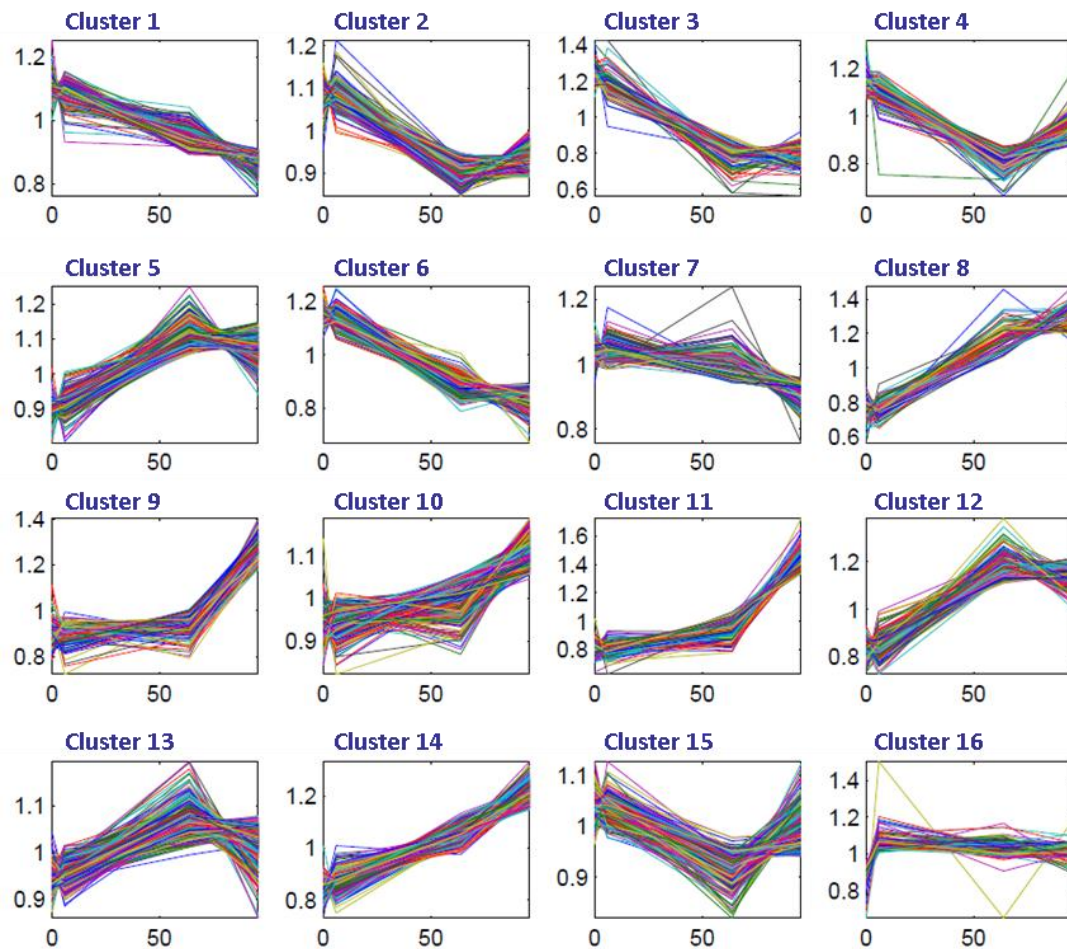 Cluster 1 Cluster 2 Cluster 3 Cluster 4
1.2 1.2 1.4 1.2
1.1 1.2
1 1 1 1
1 0.8
0.8 0.9 0.6 0.8
0 50 0 50 0 50 0 50
Cluster 5 Cluster 6 Cluster 7 Cluster 8
1.2 1.2 1.2 1.4
1.1 1.2
1 1 1 1
0.9 0.8 0.8
0.8 0.6
0 50 0 50 0 50 0 50
Cluster 9 Cluster 10 Cluster 11 Cluster 12
1.4 1.6
1.2 1.1 1.4 1.2
1.2
1 1 1 1
0.8 0.9 0.8 0.8
0 50 0 50 0 50 0 50
Cluster 13 Cluster 14 Cluster 15 Cluster 16
1.1 1.4
1.1 1.2 1.2
1 1 1 1
0.9 0.8 0.9 0.8
0 50 0 50 0 50 0 50